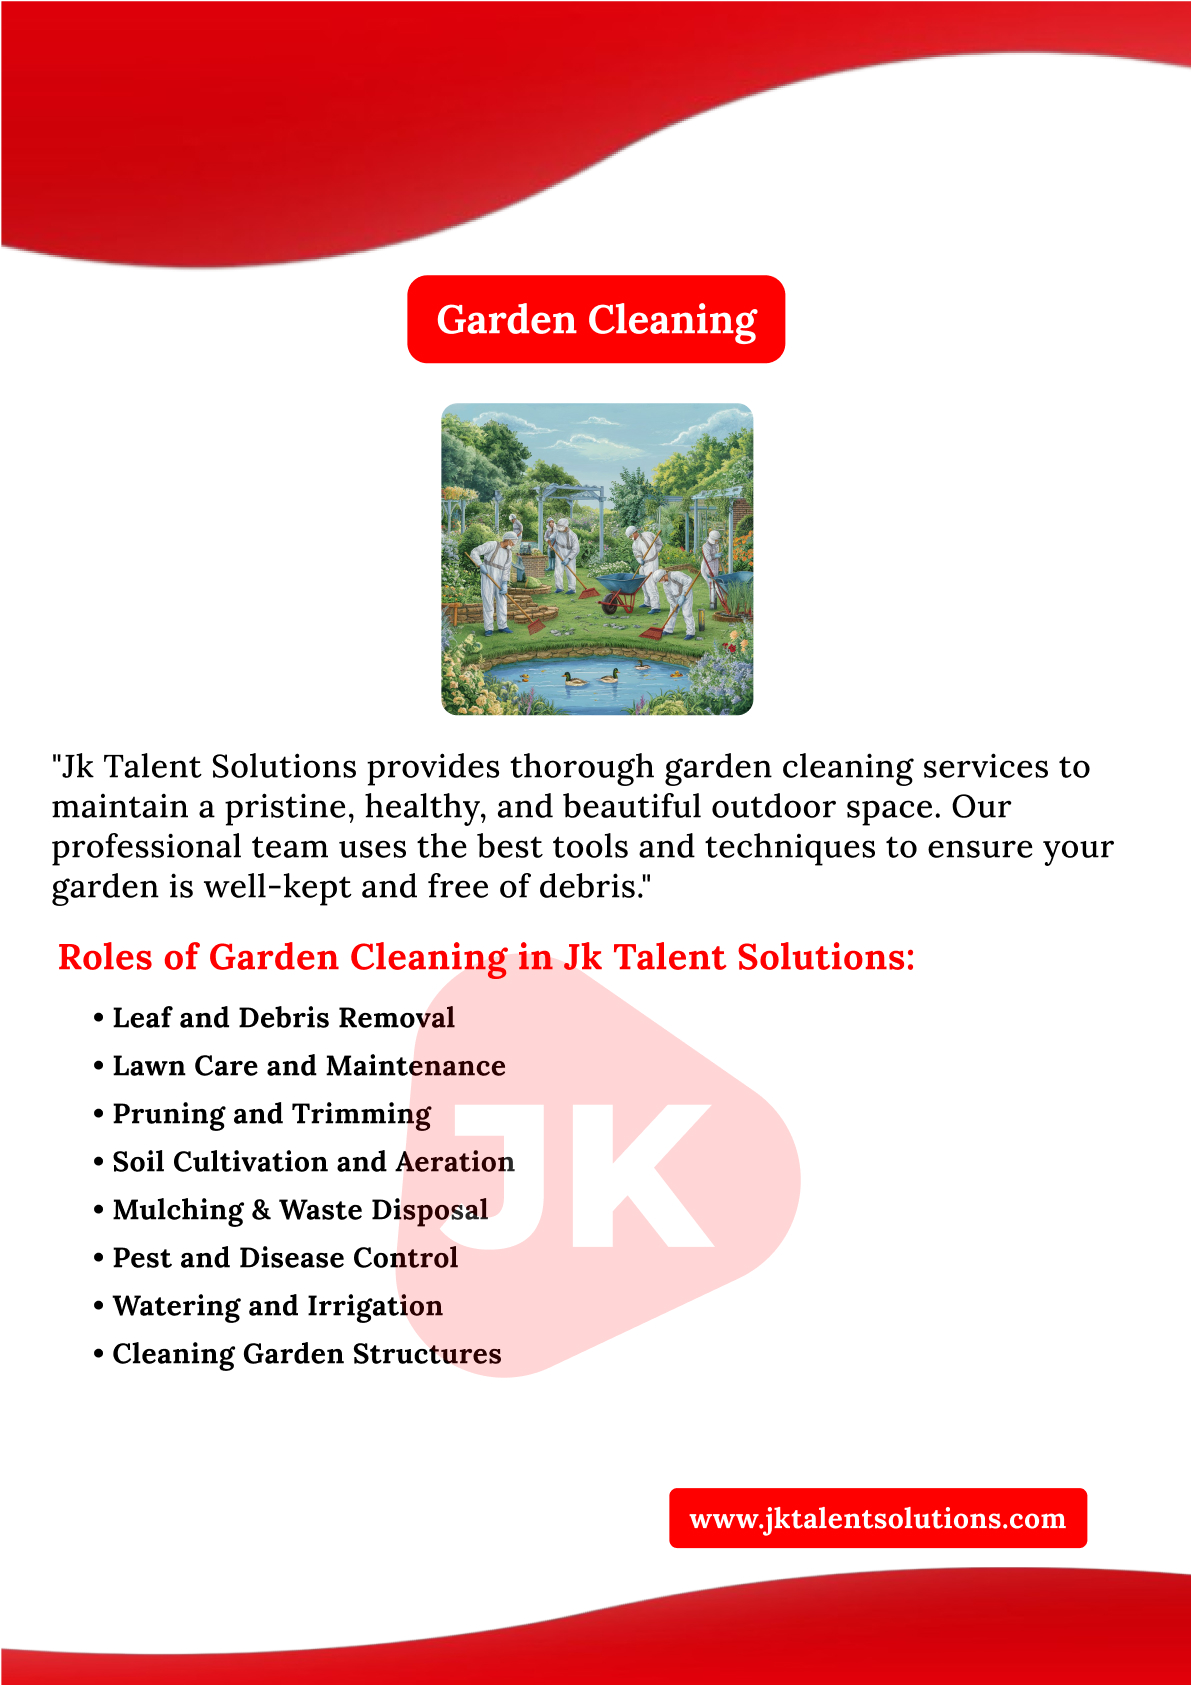 Garden Cleaning
"Jk Talent Solutions provides thorough garden cleaning services to
maintain a pristine, healthy, and beautiful outdoor space. Our
professional team uses the best tools and techniques to ensure your
garden is well-kept and free of debris."
Roles of Garden Cleaning in Jk Talent Solutions:
• Leaf and Debris Removal
• Lawn Care and Maintenance
• Pruning and Trimming
• Soil Cultivation and Aeration
• Mulching & Waste Disposal
• Pest and Disease Control
• Watering and Irrigation
• Cleaning Garden Structures
JK
www.jktalentsolutions.com